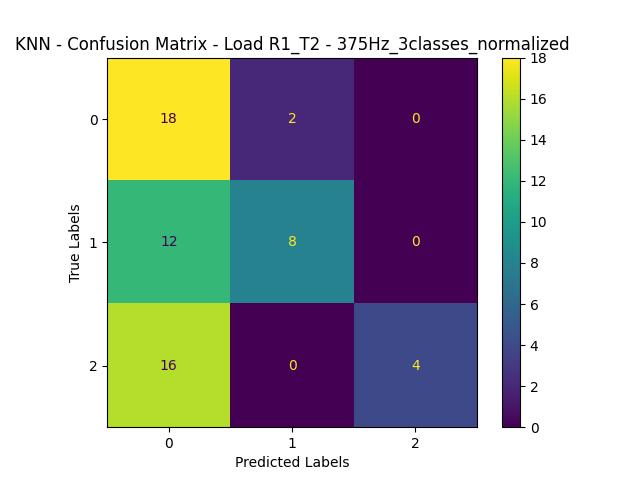 KNN - Confusion Matrix - Load R1_T2 - 375Hz_3classes_normalized
True Labels
0
1
2
18 2 0
12 8 0
16 0 4
0 1 2
Predicted Labels
18
16
14
12
10
8
6
4
2
0